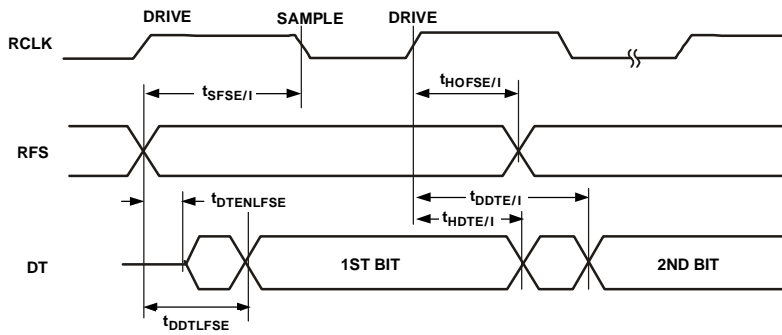 DRIVE SAMPLE DRIVE
RCLK
tSFSE/I tHOFSE/I
RFS
tDTENLFSE tDDTE/I
tHDTE/I
DT 1ST BIT 2ND BIT
tDDTLFSE